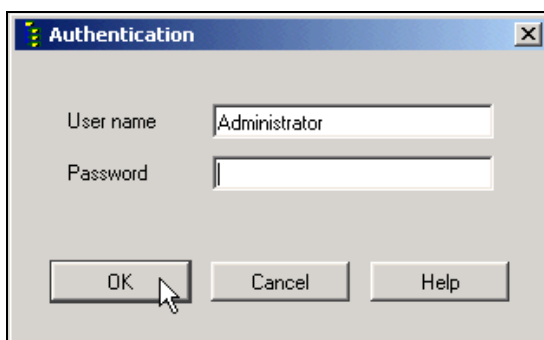 Authentication
User name Administrator
Password
OK Cancel Help